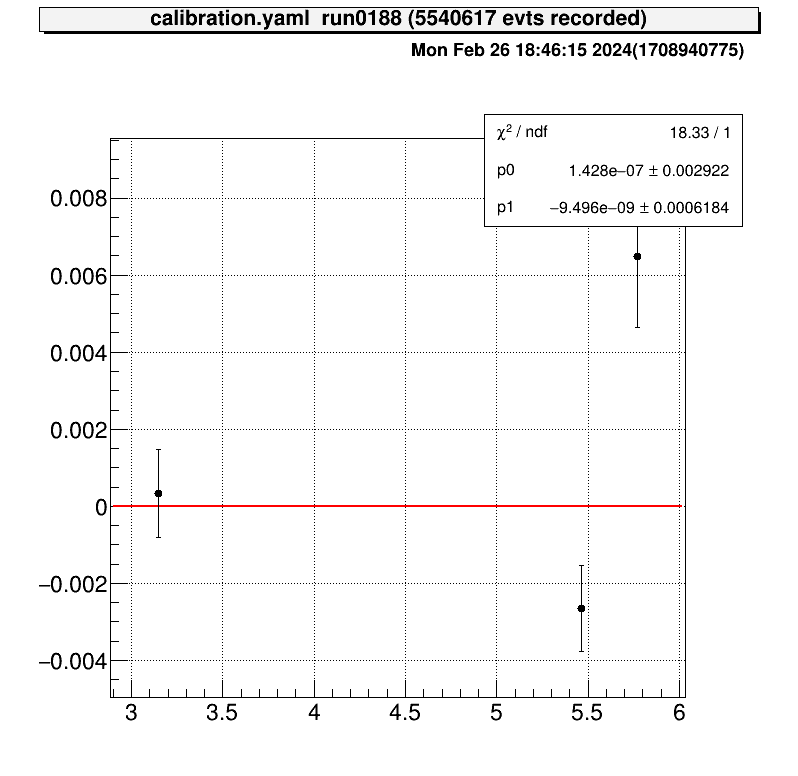 calibration.yaml run0188 (5540617 evts recorded)
Mon Feb 26 18:46:15 2024(1708940775)
χ² / ndf 18.33 / 1
p0 1.428e−07 ± 0.002922
p1 −9.496e−09 ± 0.0006184
0.008
0.006
0.004
0.002
0
−0.002
−0.004
3 3.5 4 4.5 5 5.5 6